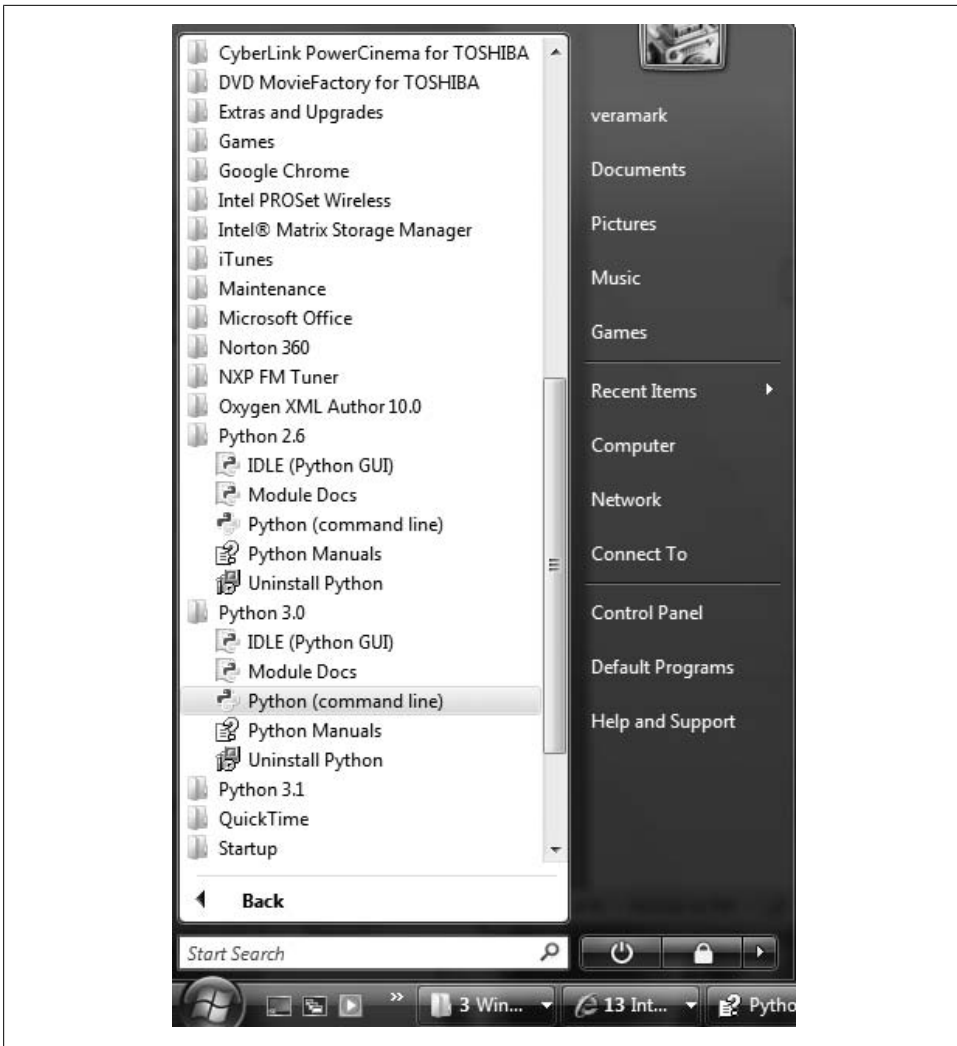 CyberLink PowerCinema for TOSHIBA
DVD MovieFactory for TOSHIBA
Extras and Upgrades
Games
Google Chrome
Intel PROSet Wireless
Intel® Matrix Storage Manager
iTunes
Maintenance
Microsoft Office
Norton 360
NXP FM Tuner
Oxygen XML Author 10.0
Python 2.6
IDLE (Python GUI)
Module Docs
Python (command line)
Python Manuals
Uninstall Python
Python 3.0
IDLE (Python GUI)
Module Docs
Python (command line)
Python Manuals
Uninstall Python
Python 3.1
QuickTime
Startup
Back
Start Search
veramark
Documents
Pictures
Music
Games
Recent Items
Computer
Network
Connect To
Control Panel
Default Programs
Help and Support
»
3 Win...
13 Int...
Pytho